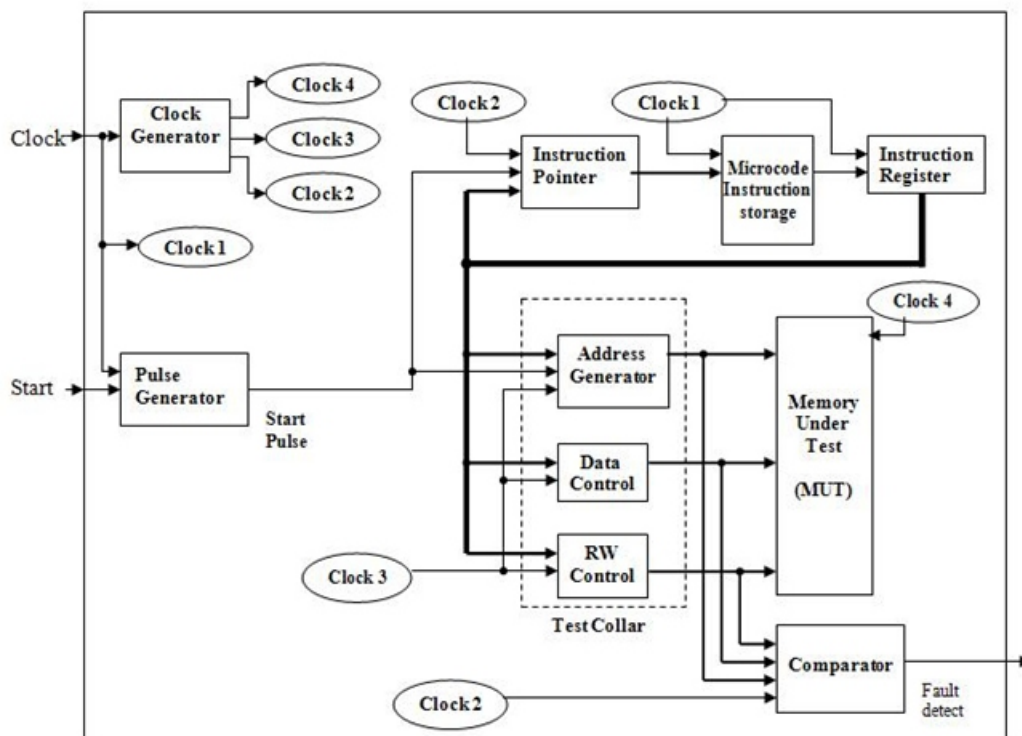 Clock
Clock
Generator
Clock 4
Clock 3
Clock 2
Clock 1
Clock 2
Clock 1
Instruction
Pointer
Microcode
Instruction
storage
Instruction
Register
Start
Pulse
Generator
Start
Pulse
Address
Generator
Data
Control
RW
Control
Test Collar
Clock 3
Clock 4
Memory
Under
Test
(MUT)
Comparator
Clock 2
Fault
detect